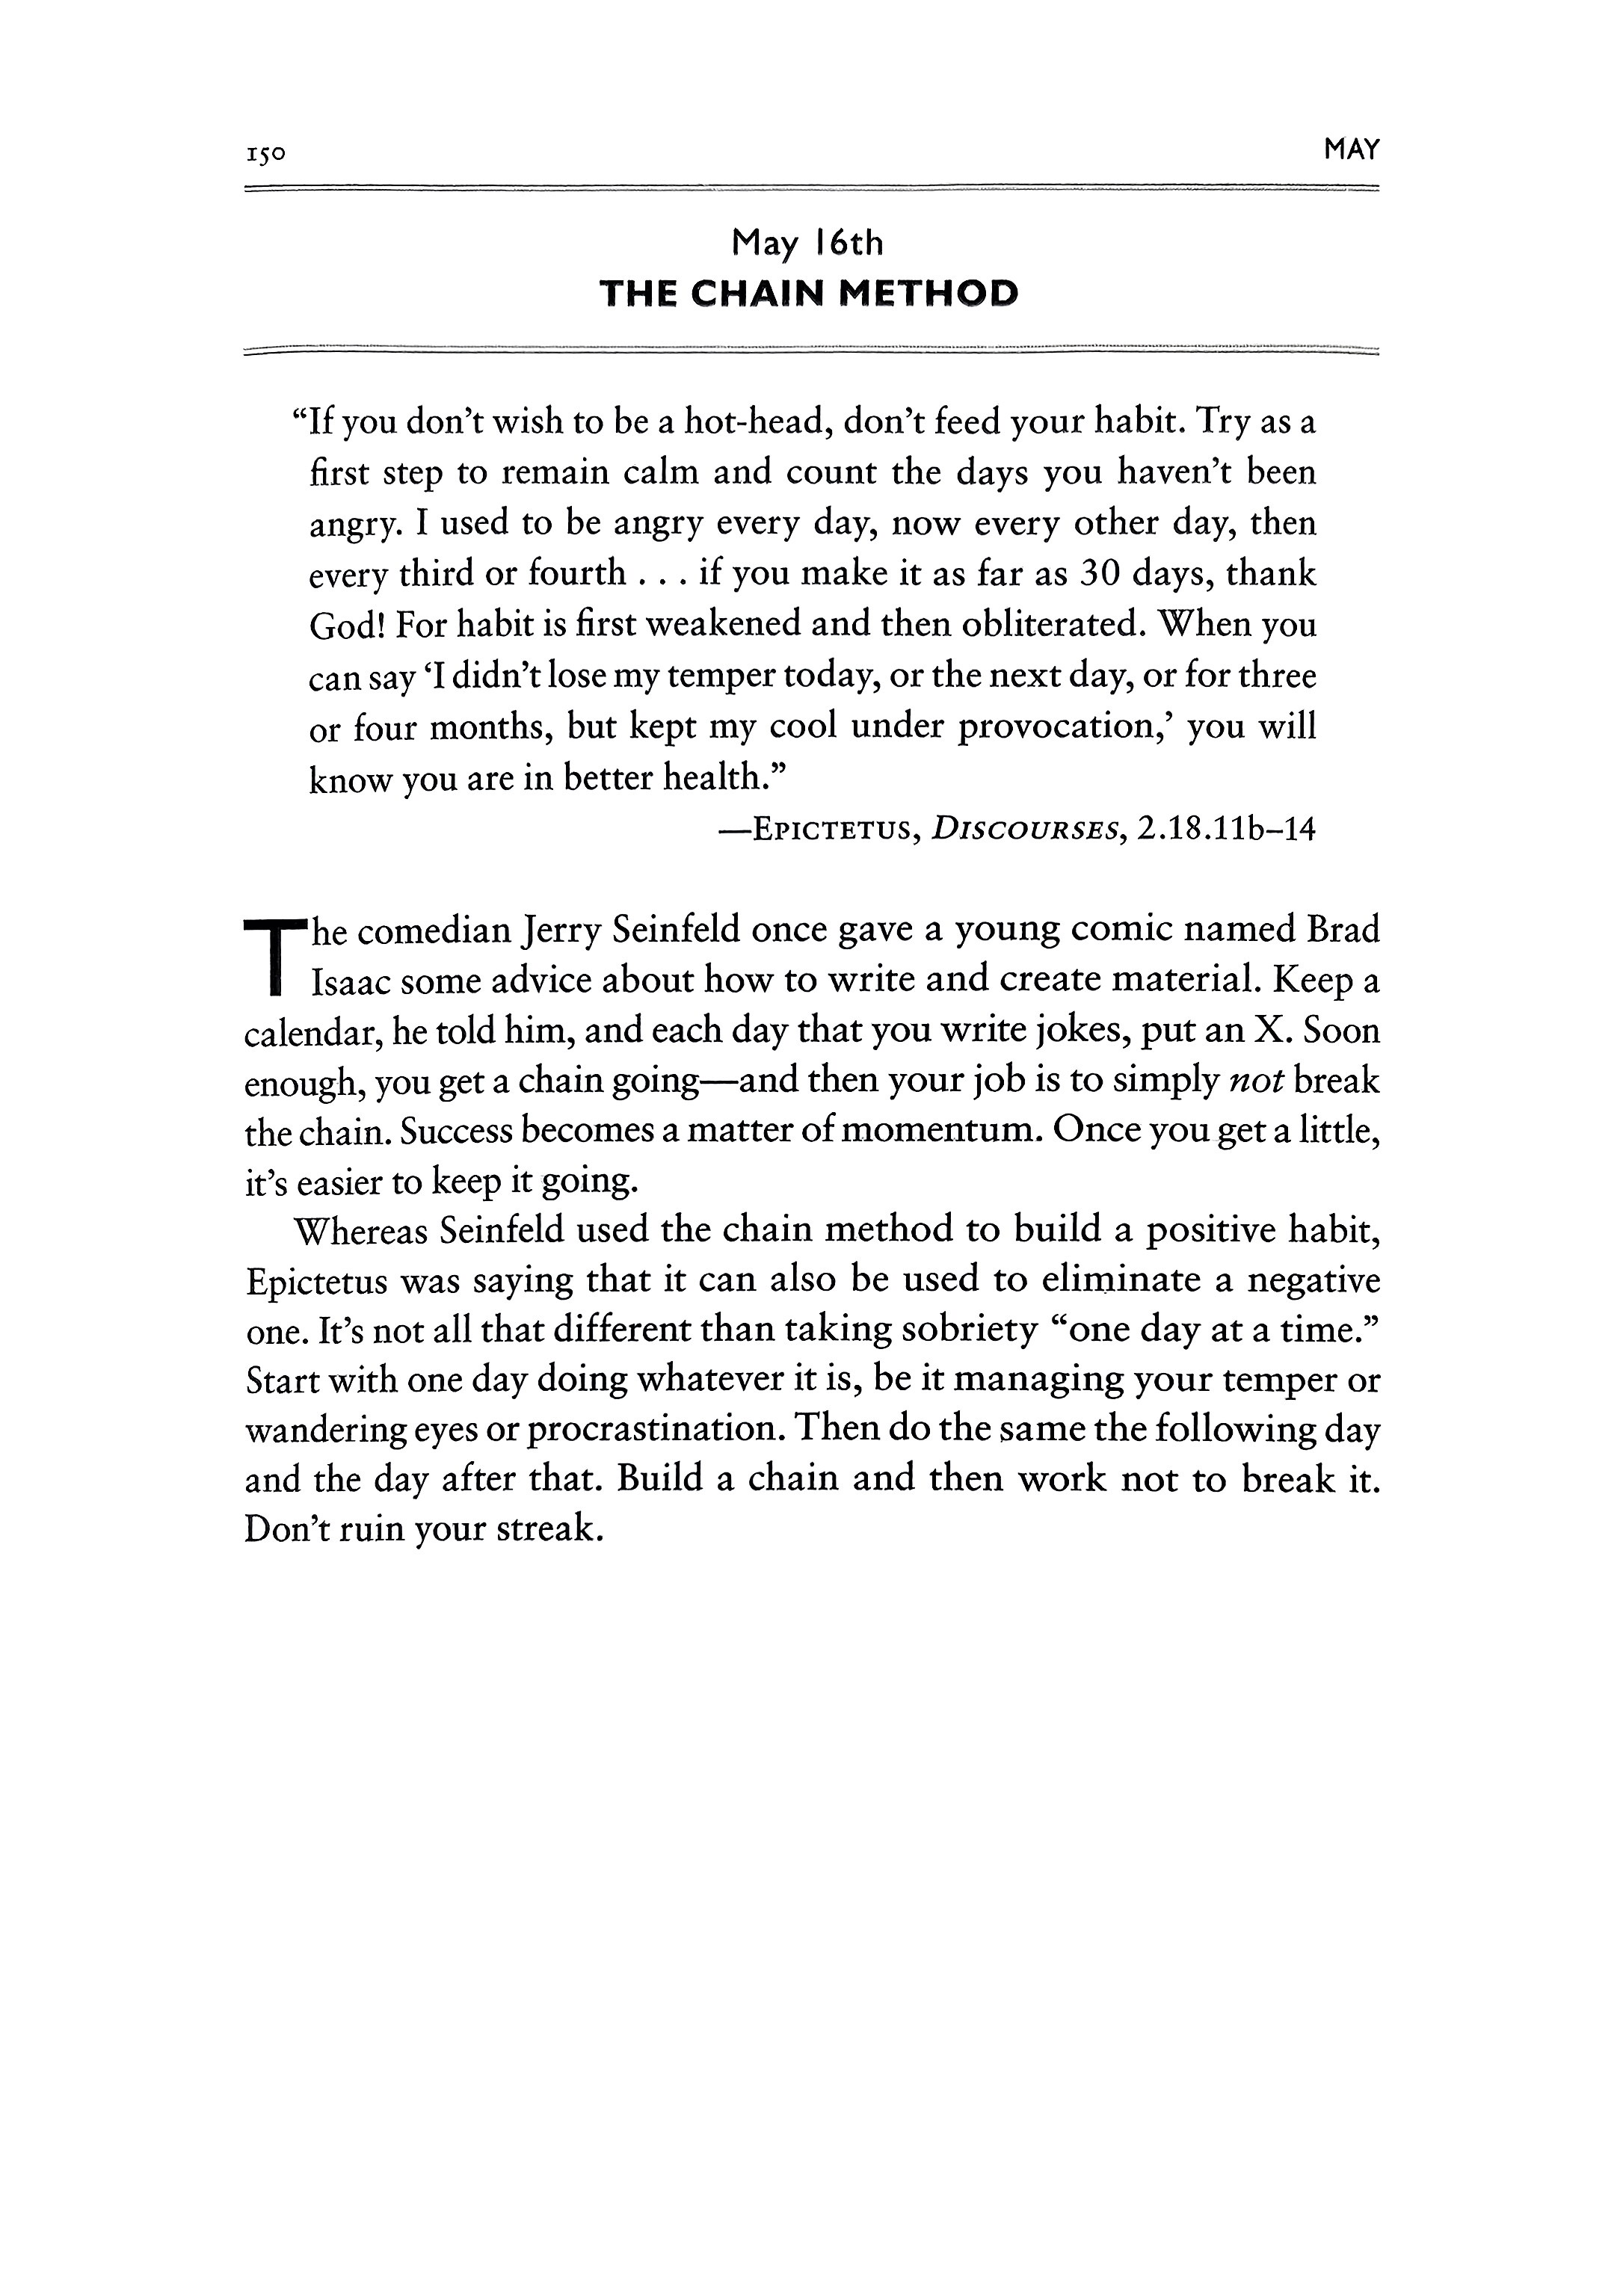 150 MAY
May 16th
THE CHAIN METHOD
“If you don’t wish to be a hot-head, don’t feed your habit. Try as a
first step to remain calm and count the days you haven’t been
angry. I used to be angry every day, now every other day, then
every third or fourth . . . if you make it as far as 30 days, thank
God! For habit is first weakened and then obliterated. When you
can say ‘I didn’t lose my temper today, or the next day, or for three
or four months, but kept my cool under provocation,’ you will
know you are in better health.”
—EPICTETUS, DISCOURSES, 2.18.11b–14
The comedian Jerry Seinfeld once gave a young comic named Brad
Isaac some advice about how to write and create material. Keep a
calendar, he told him, and each day that you write jokes, put an X. Soon
enough, you get a chain going—and then your job is to simply not break
the chain. Success becomes a matter of momentum. Once you get a little,
it’s easier to keep it going.
Whereas Seinfeld used the chain method to build a positive habit,
Epictetus was saying that it can also be used to eliminate a negative
one. It’s not all that different than taking sobriety “one day at a time.”
Start with one day doing whatever it is, be it managing your temper or
wandering eyes or procrastination. Then do the same the following day
and the day after that. Build a chain and then work not to break it.
Don’t ruin your streak.